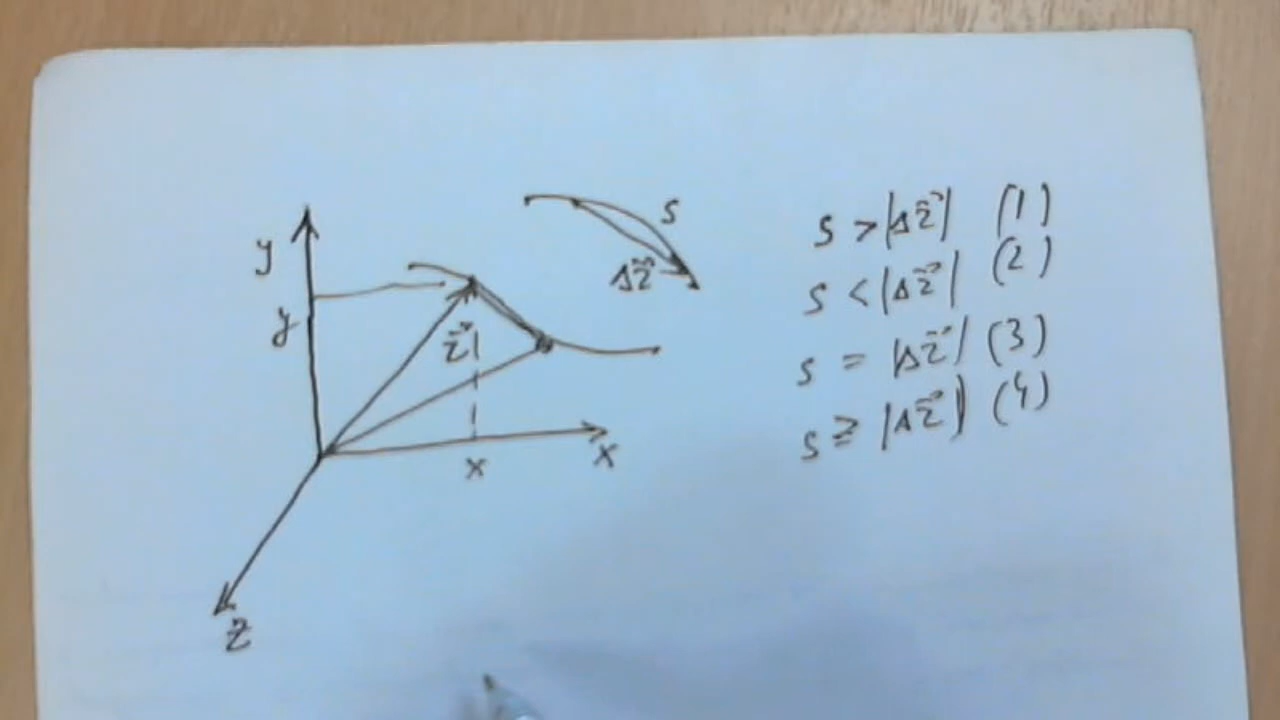 y
y
r⃗
x
x
z
s
Δr⃗
s > |Δr⃗| (1)
s < |Δr⃗| (2)
s = |Δr⃗| (3)
s ≥ |Δr⃗| (4)